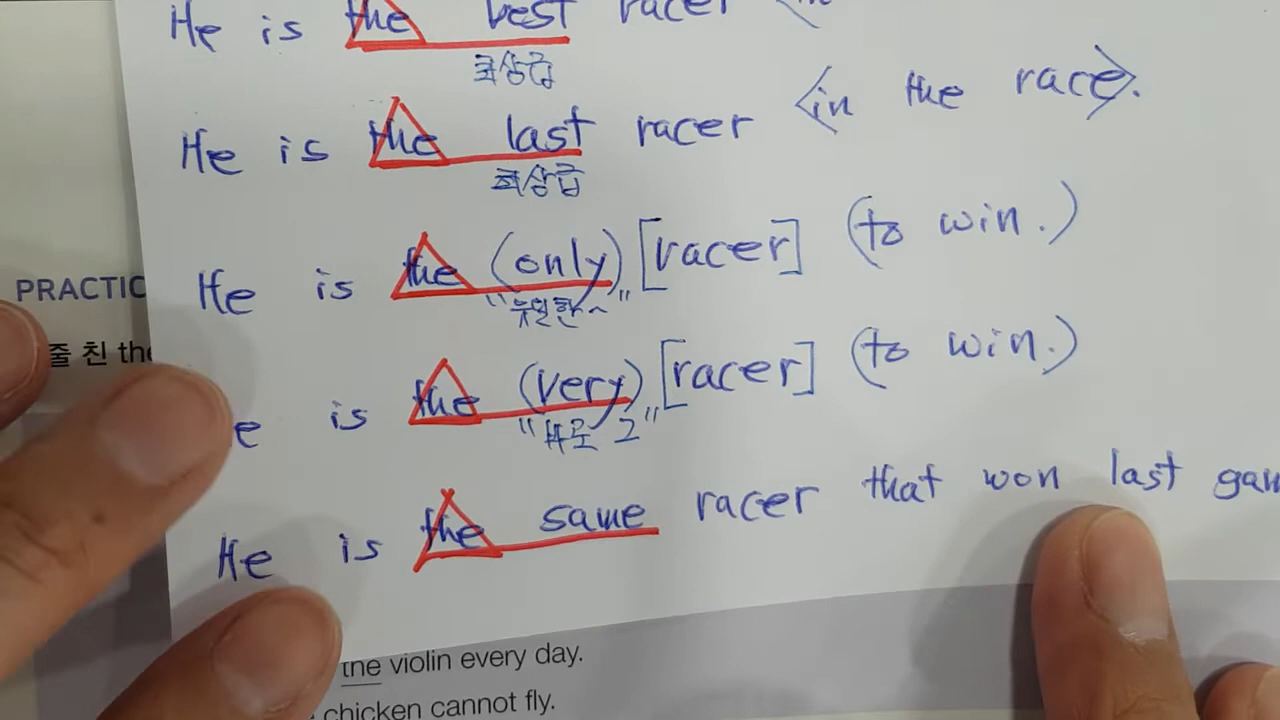 He is the best racer
최상급
He is the last racer <in the race>.
최상급
He is the (only) [racer] (to win.)
"유일한~"
PRACTIC
줄 친 the
is the (very) [racer] (to win.)
"바로 그"
He is the same racer that won last
the violin every day.
chicken cannot fly.